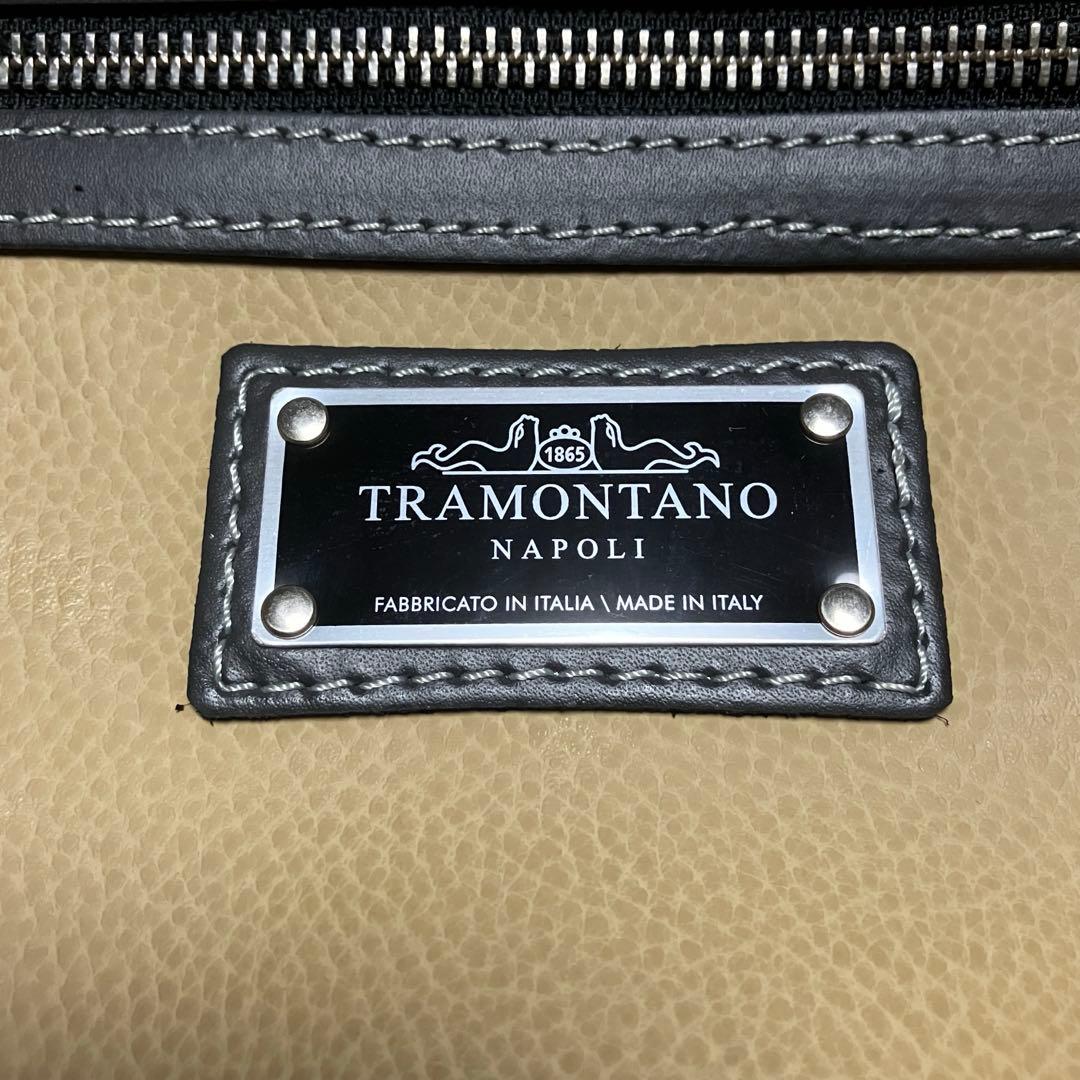 1865
TRAMONTANO
NAPOLI
FABBRICATO IN ITALIA \ MADE IN ITALY